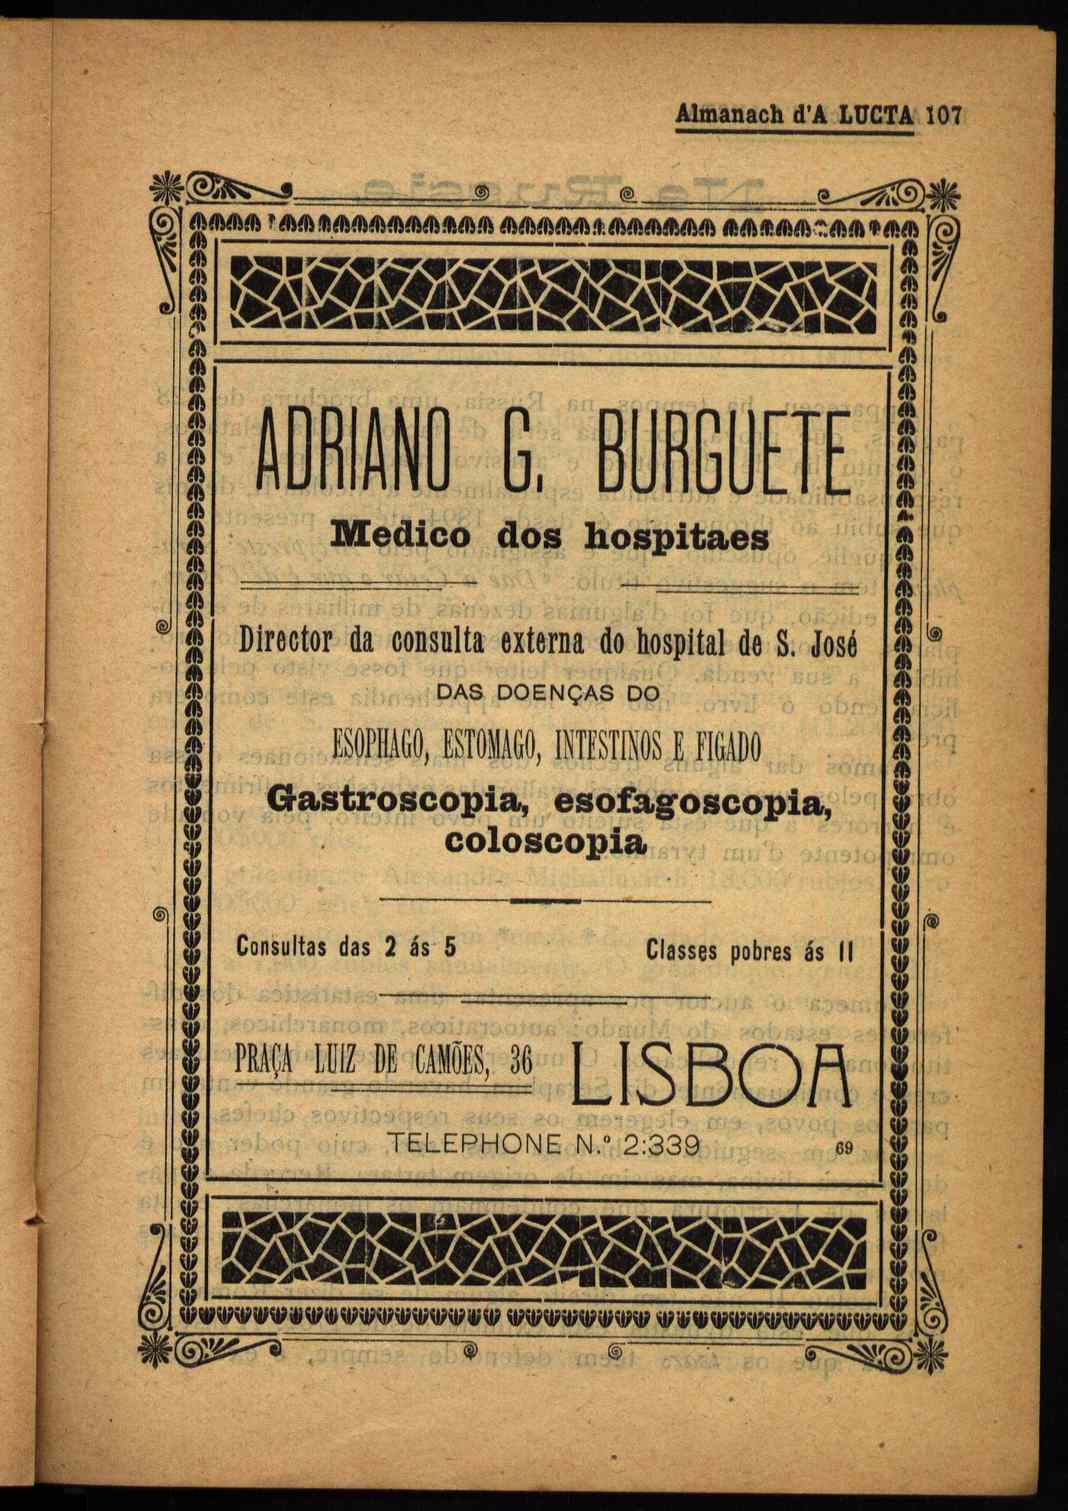 Almanach d'A LUCTA 107
ADRIANO G. BURGUETE
Medico dos hospitaes
Director da consulta externa do hospital de S. José
DAS DOENÇAS DO
ESOPHAGO, ESTOMAGO, INTESTINOS E FIGADO
Gastroscopia, esofagoscopia,
coloscopia
Consultas das 2 ás 5 Classes pobres ás 11
PRAÇA LUIZ DE CAMÕES, 36 LISBOA
TELEPHONE N.º 2:339 69